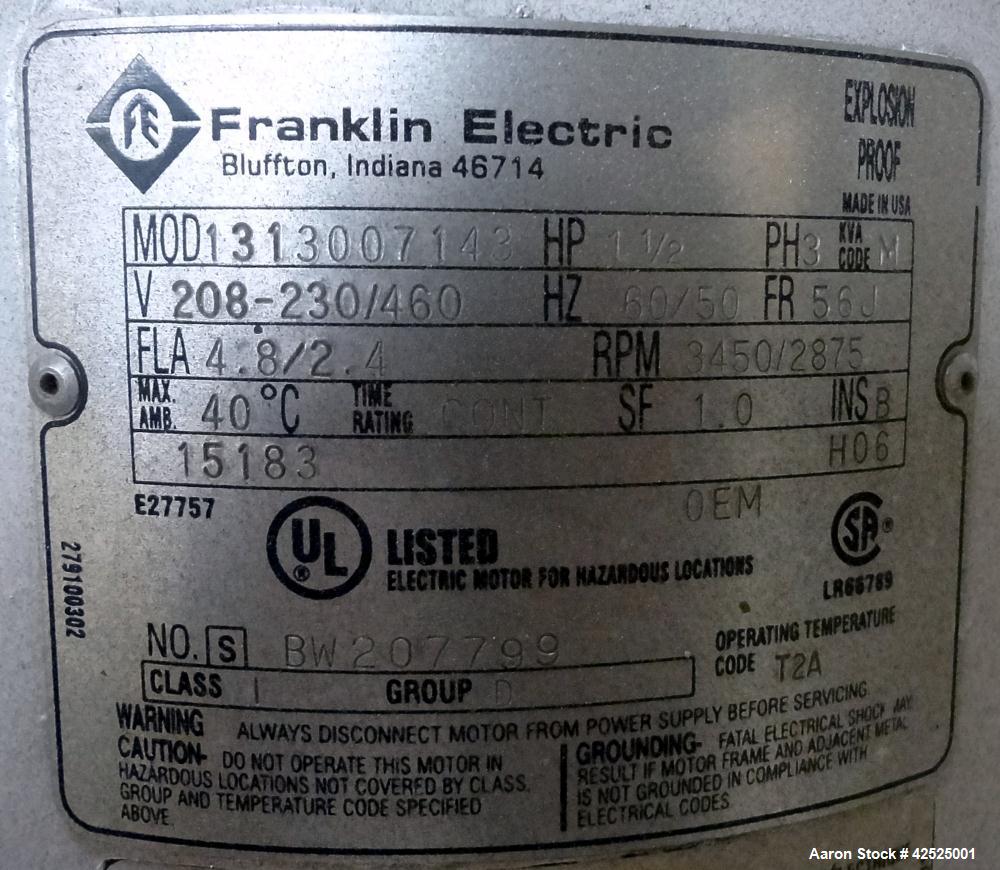 FE
Franklin Electric
Bluffton, Indiana 46714
EXPLOSION
PROOF
MADE IN USA
MOD 1313007143 HP 1 1/2 PH 3 KVA CODE M
V 208-230/460 HZ 60/50 FR 56J
FLA 4.8/2.4 RPM 3450/2875
MAX. AMB. 40°C TIME RATING CONT SF 1.0 INS B
15183 H06
E27757
OEM
UL ® LISTED
ELECTRIC MOTOR FOR HAZARDOUS LOCATIONS
SA ®
LR66789
279100302
NO. S BW207799
OPERATING TEMPERATURE
CODE T2A
CLASS I GROUP D
WARNING ALWAYS DISCONNECT MOTOR FROM POWER SUPPLY BEFORE SERVICING.
CAUTION- DO NOT OPERATE THIS MOTOR IN
HAZARDOUS LOCATIONS NOT COVERED BY CLASS,
GROUP AND TEMPERATURE CODE SPECIFIED
ABOVE.
GROUNDING- FATAL ELECTRICAL SHOCK MAY
RESULT IF MOTOR FRAME AND ADJACENT METAL
IS NOT GROUNDED IN COMPLIANCE WITH
ELECTRICAL CODES.
Aaron Stock # 42525001